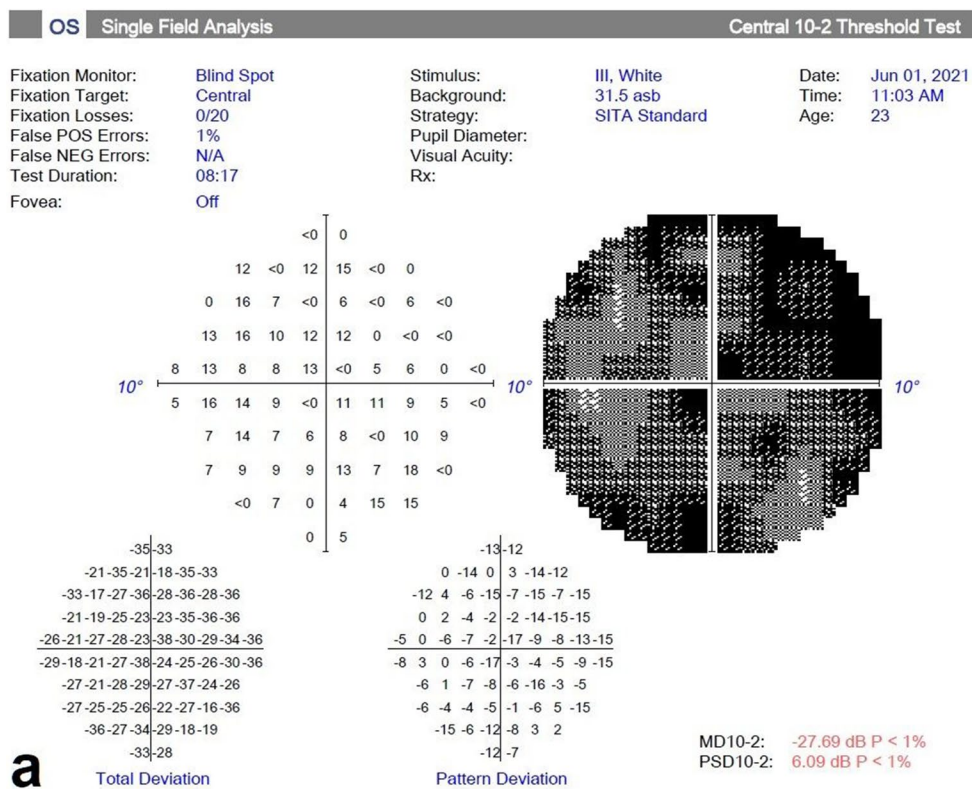 OS Single Field Analysis Central 10-2 Threshold Test
Fixation Monitor: Blind Spot Stimulus: III, White Date: Jun 01, 2021
Fixation Target: Central Background: 31.5 asb Time: 11:03 AM
Fixation Losses: 0/20 Strategy: SITA Standard Age: 23
False POS Errors: 1% Pupil Diameter:
False NEG Errors: N/A Visual Acuity:
Test Duration: 08:17 Rx:
Fovea: Off
<0 0
12 <0 12 15 <0 0
0 16 7 <0 6 <0 6 <0
13 16 10 12 12 0 <0 <0
8 13 8 8 13 <0 5 6 0 <0
10° 10° 10°
5 16 14 9 <0 11 11 9 5 <0
7 14 7 6 8 <0 10 9
7 9 9 9 13 7 18 <0
<0 7 0 4 15 15
0 5
-35 -33 -13 -12
-21 -35 -21 -18 -35 -33 0 -14 0 3 -14 -12
-33 -17 -27 -36 -28 -36 -28 -36 -12 4 -6 -15 -7 -15 -7 -15
-21 -19 -25 -23 -23 -35 -36 -36 0 2 -4 -2 -2 -14 -15 -15
-26 -21 -27 -28 -23 -38 -30 -29 -34 -36 -5 0 -6 -7 -2 -17 -9 -8 -13 -15
-29 -18 -21 -27 -38 -24 -25 -26 -30 -36 -8 3 0 -6 -17 -3 -4 -5 -9 -15
-27 -21 -28 -29 -27 -37 -24 -26 -6 1 -7 -8 -6 -16 -3 -5
-27 -25 -25 -26 -22 -27 -16 -36 -6 -4 -4 -5 -1 -6 5 -15
-36 -27 -34 -29 -18 -19 -15 -6 -12 -8 3 2
-33 -28 -12 -7
MD10-2: -27.69 dB P < 1%
PSD10-2: 6.09 dB P < 1%
a Total Deviation Pattern Deviation